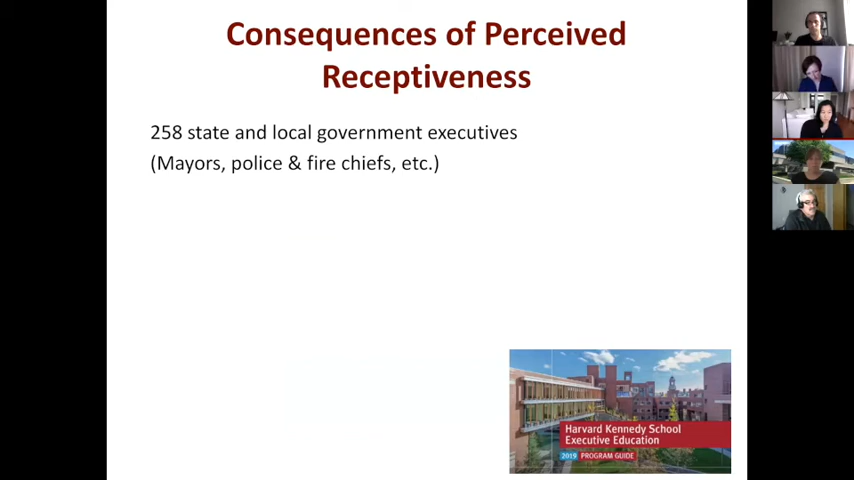 Consequences of Perceived
Receptiveness
258 state and local government executives
(Mayors, police & fire chiefs, etc.)
Harvard Kennedy School
Executive Education
2019 PROGRAM GUIDE